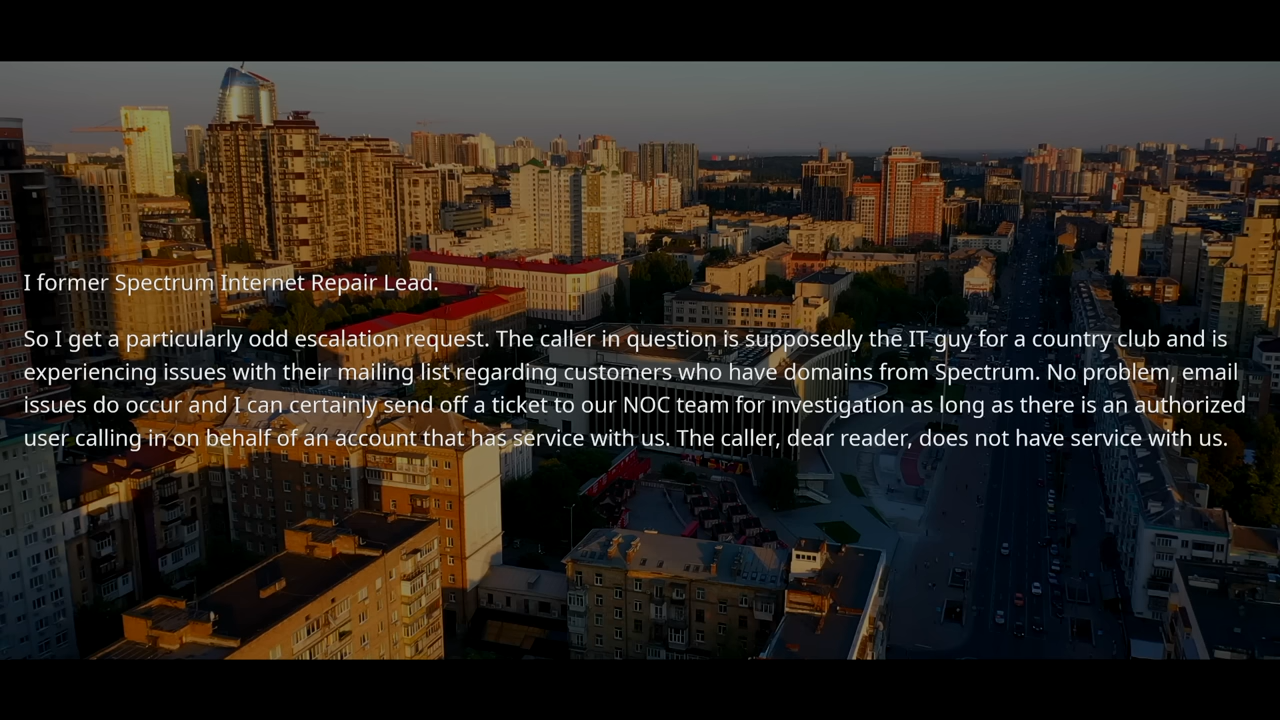 I former Spectrum Internet Repair Lead.
So I get a particularly odd escalation request. The caller in question is supposedly the IT guy for a country club and is
experiencing issues with their mailing list regarding customers who have domains from Spectrum. No problem, email
issues do occur and I can certainly send off a ticket to our NOC team for investigation as long as there is an authorized
user calling in on behalf of an account that has service with us. The caller, dear reader, does not have service with us.